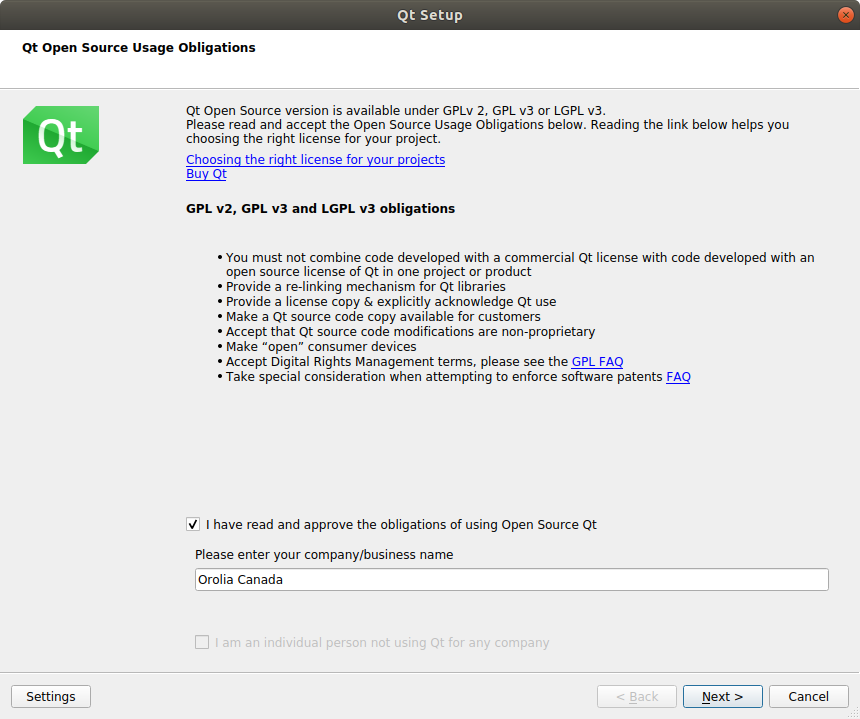 Qt Setup
Qt Open Source Usage Obligations
Qt
Qt Open Source version is available under GPLv 2, GPL v3 or LGPL v3.
Please read and accept the Open Source Usage Obligations below. Reading the link below helps you
choosing the right license for your project.
Choosing the right license for your projects
Buy Qt
GPL v2, GPL v3 and LGPL v3 obligations
• You must not combine code developed with a commercial Qt license with code developed with an
open source license of Qt in one project or product
• Provide a re-linking mechanism for Qt libraries
• Provide a license copy & explicitly acknowledge Qt use
• Make a Qt source code copy available for customers
• Accept that Qt source code modifications are non-proprietary
• Make “open” consumer devices
• Accept Digital Rights Management terms, please see the GPL FAQ
• Take special consideration when attempting to enforce software patents FAQ
I have read and approve the obligations of using Open Source Qt
Please enter your company/business name
Orolia Canada
I am an individual person not using Qt for any company
Settings
< Back
Next >
Cancel